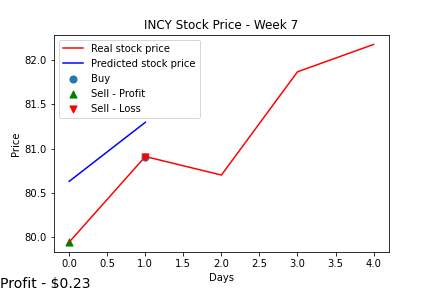 INCY Stock Price - Week 7
Real stock price
Predicted stock price
Buy
Sell - Profit
Sell - Loss
Price
82.0
81.5
81.0
80.5
80.0
0.0 0.5 1.0 1.5 2.0 2.5 3.0 3.5 4.0
Days
Profit - $0.23